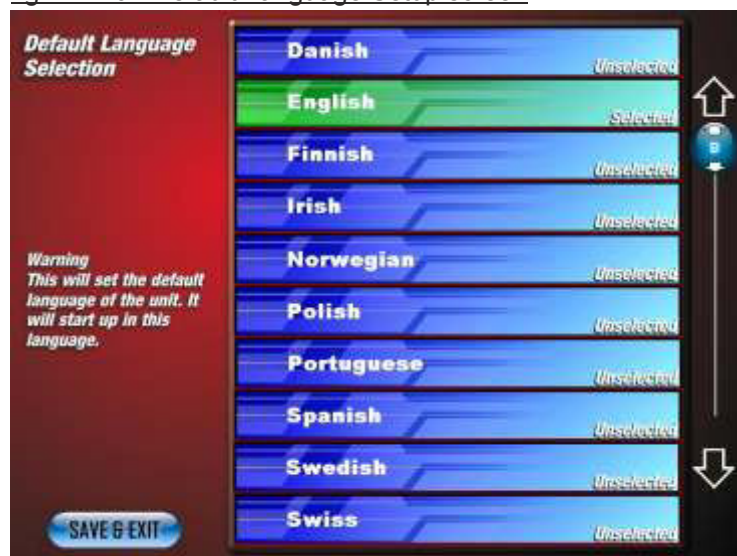 Default Language
Selection
Danish
Unselected
English
Selected
Finnish
Unselected
Irish
Unselected
Norwegian
Unselected
Polish
Unselected
Portuguese
Unselected
Spanish
Unselected
Swedish
Unselected
Swiss
Unselected
B
Warning
This will set the default
language of the unit. It
will start up in this
language.
SAVE & EXIT